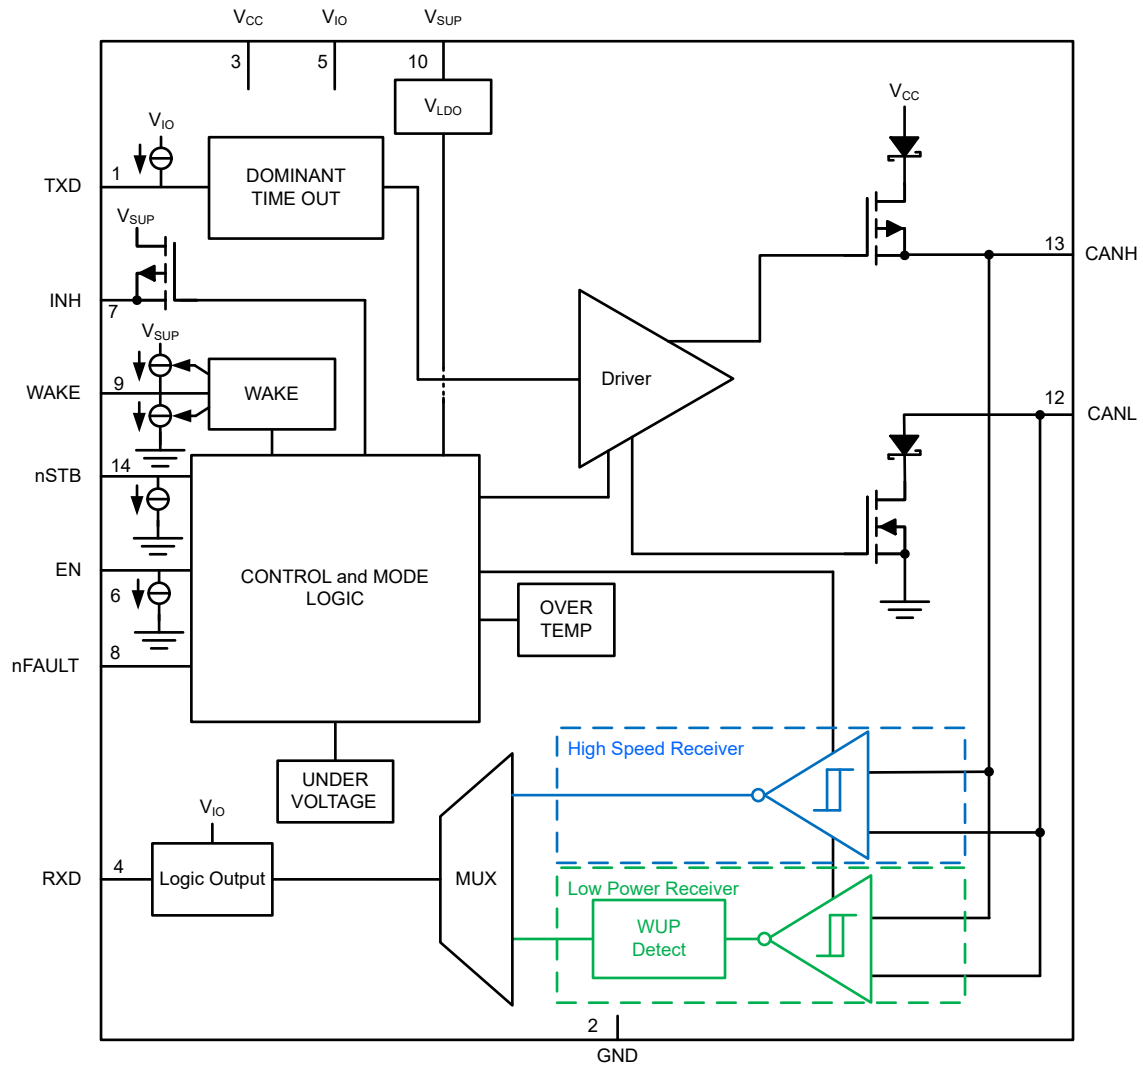 VCC
VIO
VSUP
3
5
10
VLDO
VCC
VIO
TXD
1
DOMINANT
TIME OUT
VSUP
13
CANH
INH
7
VSUP
WAKE
9
WAKE
Driver
12
CANL
nSTB
14
EN
6
CONTROL and MODE
LOGIC
OVER
TEMP
nFAULT
8
High Speed Receiver
UNDER
VOLTAGE
VIO
RXD
4
Logic Output
MUX
Low Power Receiver
WUP
Detect
2
GND